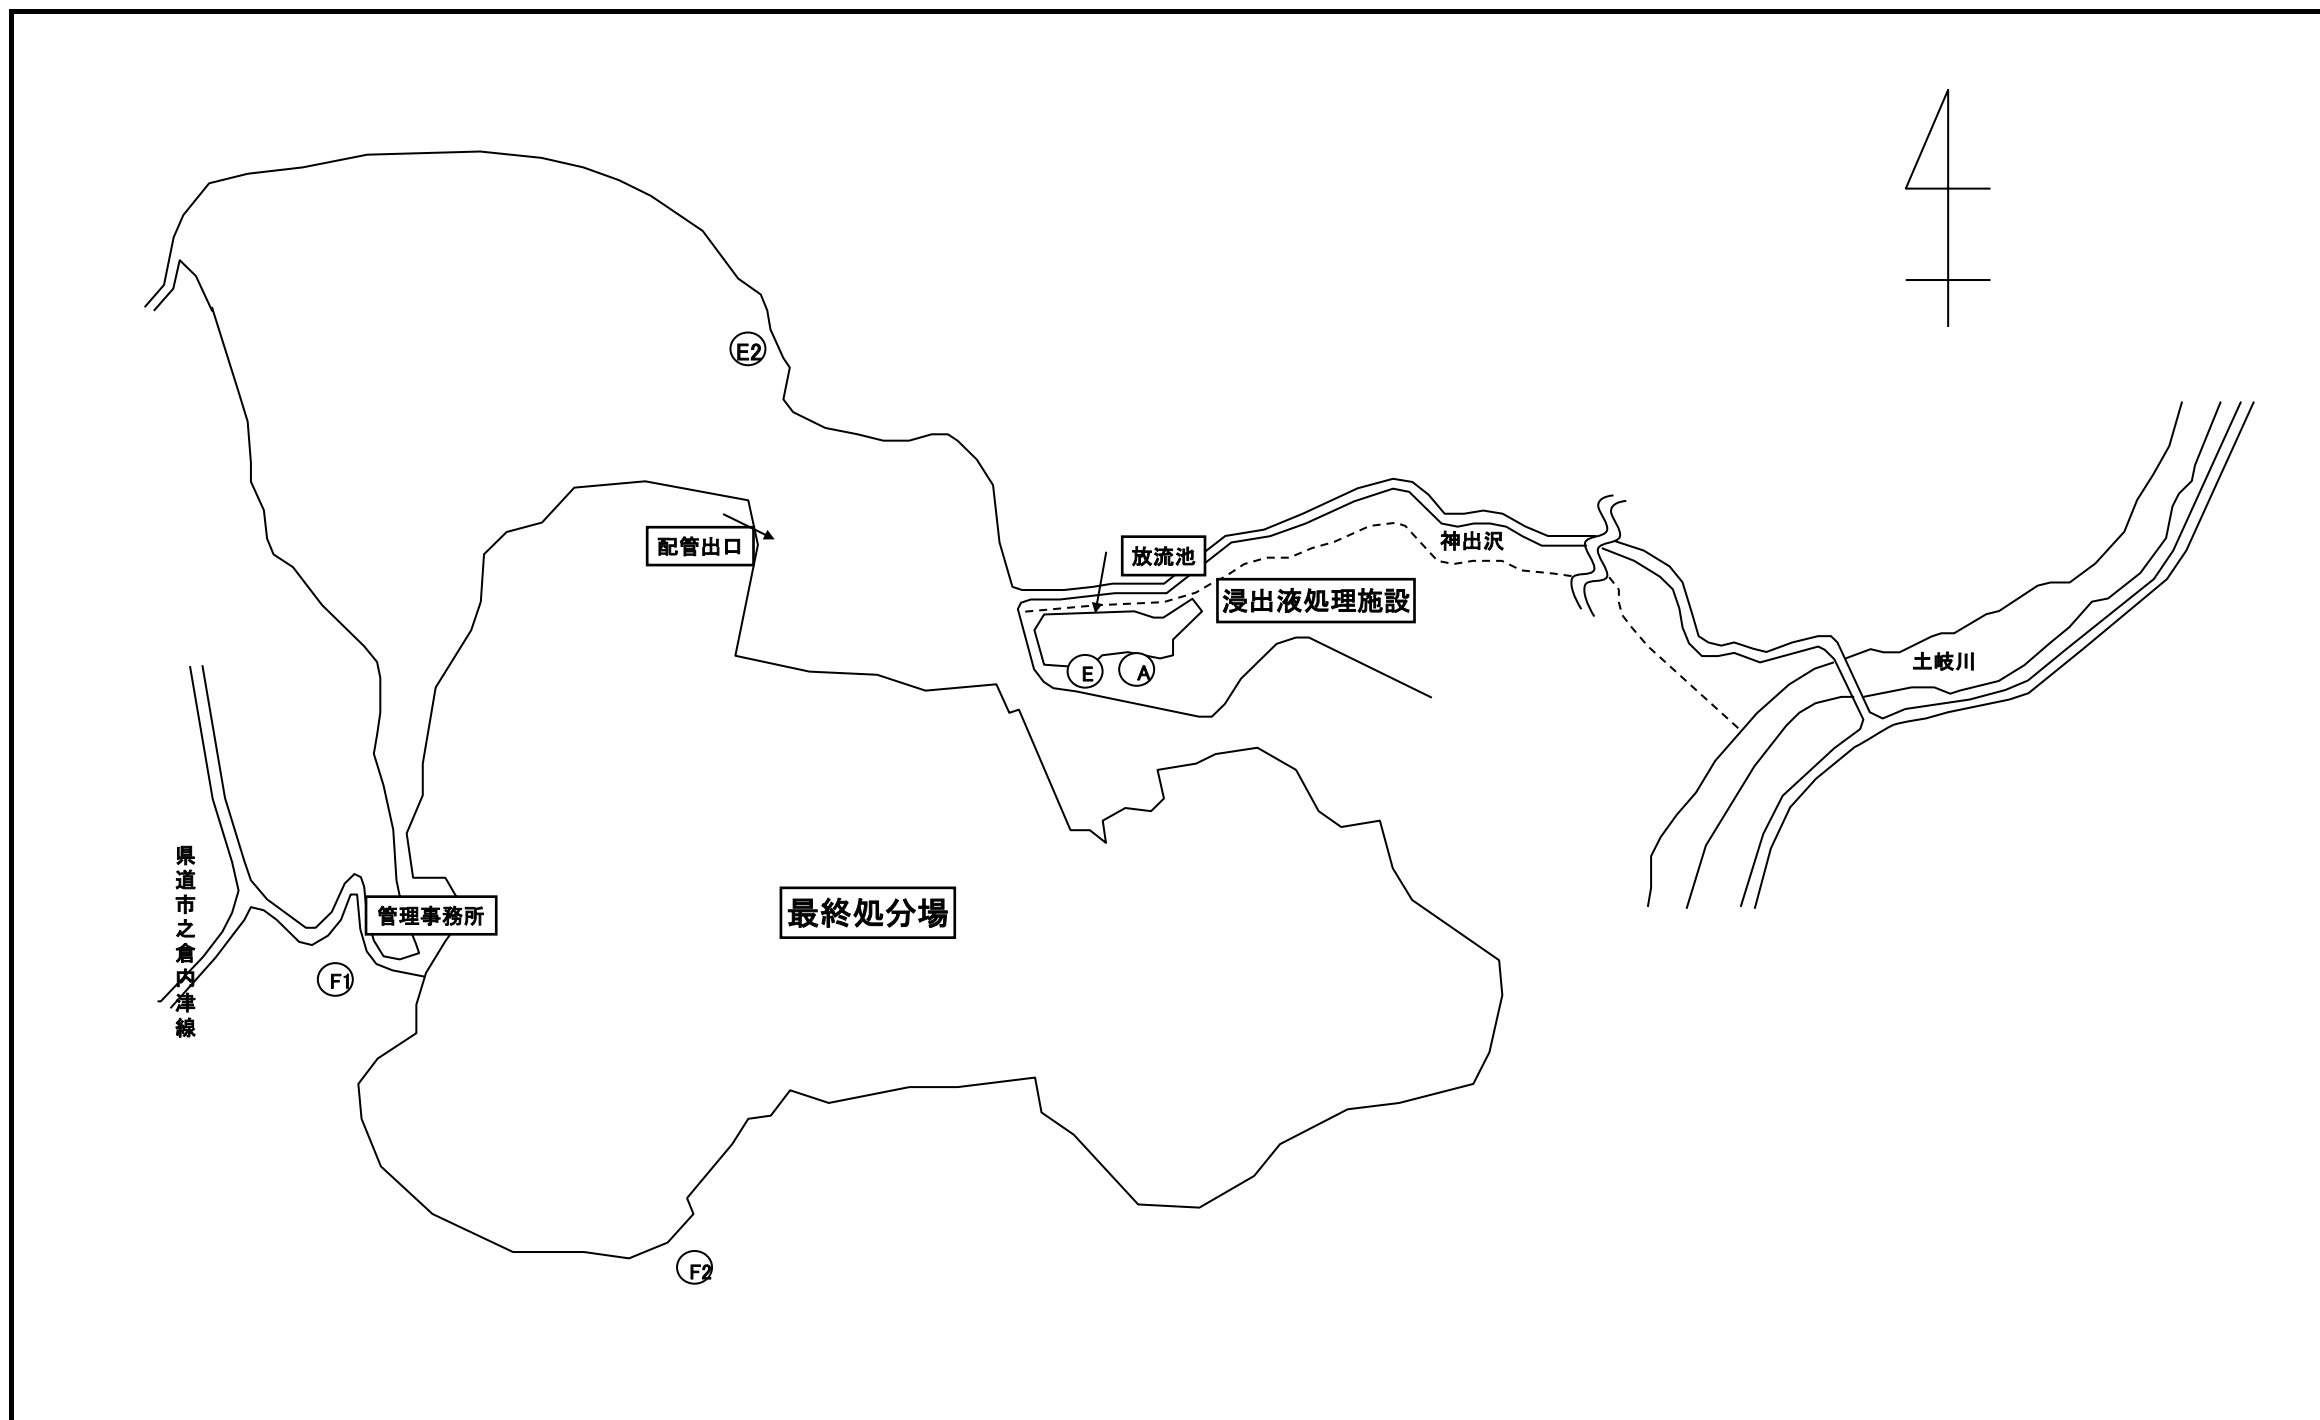 E2
配管出口
放流池
神出沢
浸出液処理施設
土岐川
E
A
県道市之倉内津線
管理事務所
最終処分場
F1
F2